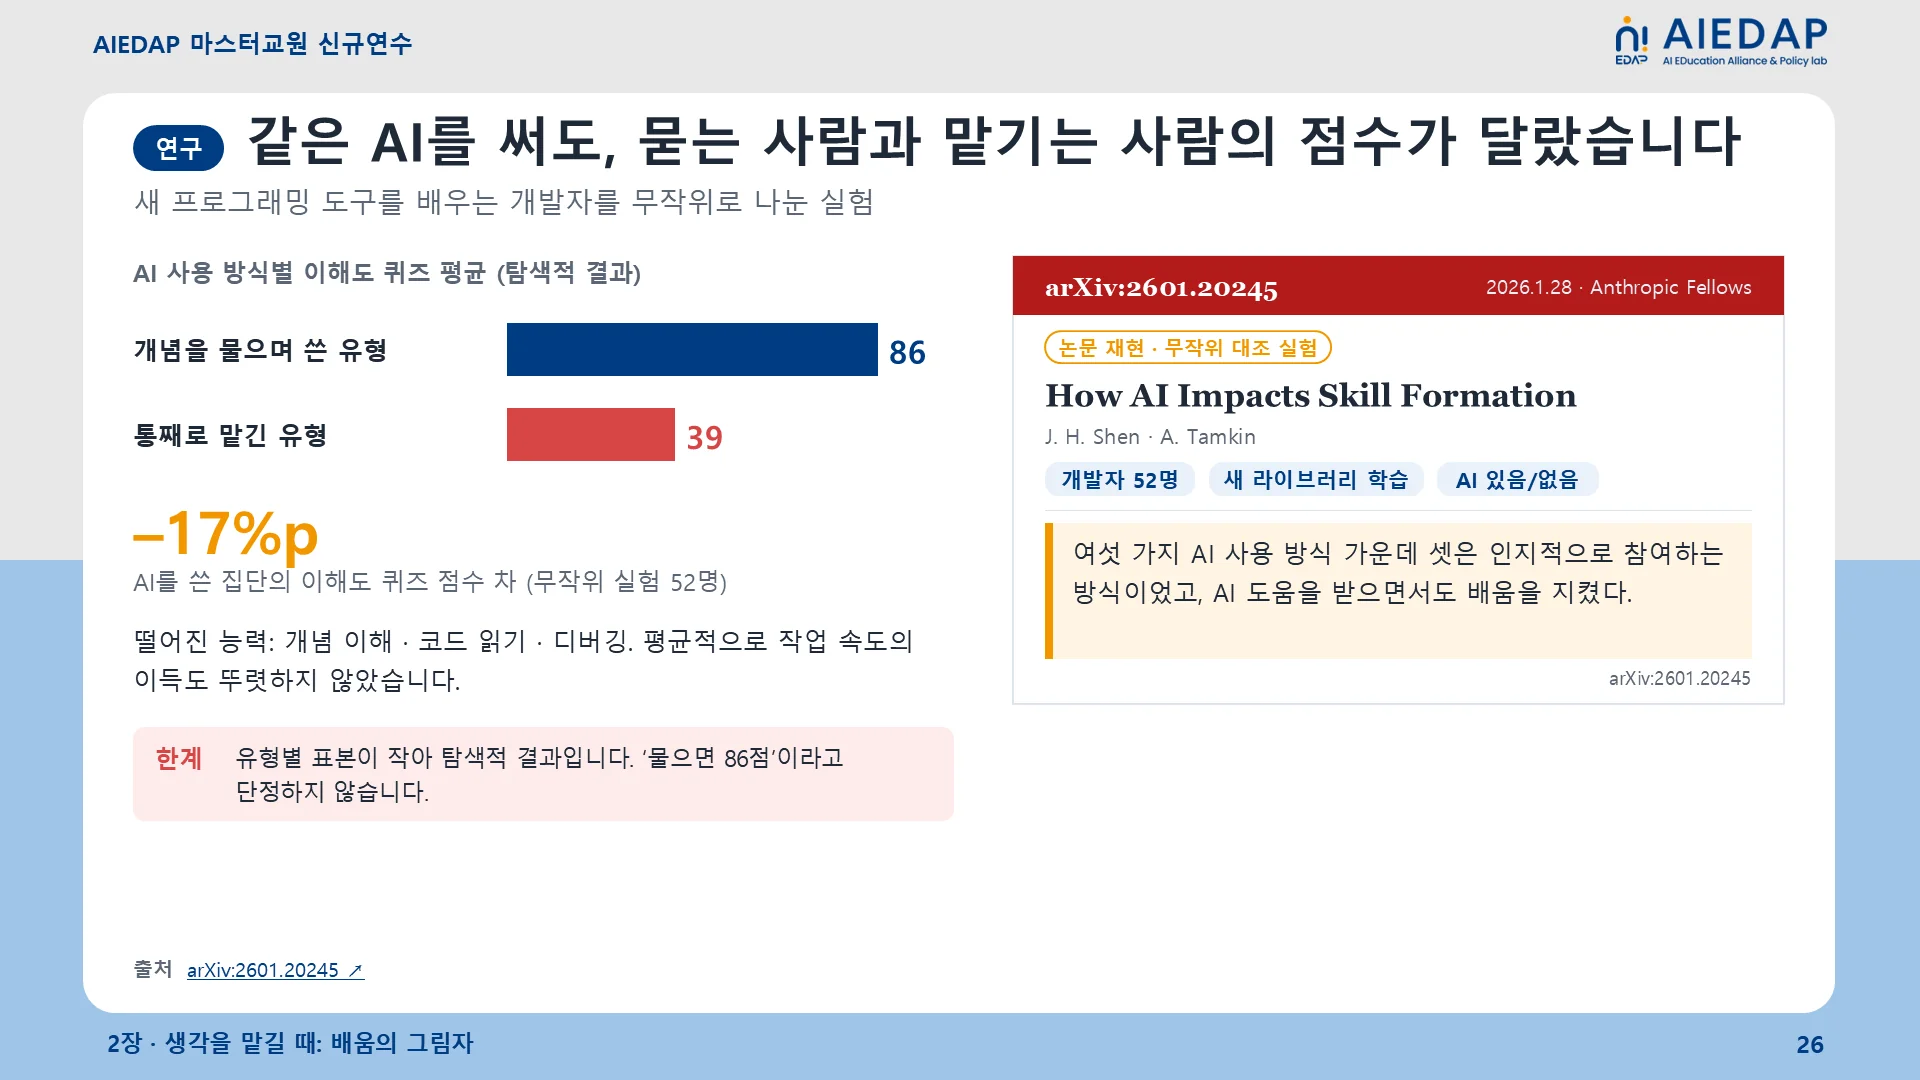 AIEDAP 마스터교원 신규연수
AIEDAP
EDAP
AI EDucation Alliance & Policy lab
연구
같은 AI를 써도, 묻는 사람과 맡기는 사람의 점수가 달랐습니다
새 프로그래밍 도구를 배우는 개발자를 무작위로 나눈 실험
AI 사용 방식별 이해도 퀴즈 평균 (탐색적 결과)
개념을 물으며 쓴 유형
86
통째로 맡긴 유형
39
−17%p
AI를 쓴 집단의 이해도 퀴즈 점수 차 (무작위 실험 52명)
떨어진 능력: 개념 이해 · 코드 읽기 · 디버깅. 평균적으로 작업 속도의
이득도 뚜렷하지 않았습니다.
한계
유형별 표본이 작아 탐색적 결과입니다. ‘물으면 86점’이라고
단정하지 않습니다.
arXiv:2601.20245
2026.1.28 · Anthropic Fellows
논문 재현 · 무작위 대조 실험
How AI Impacts Skill Formation
J. H. Shen · A. Tamkin
개발자 52명
새 라이브러리 학습
AI 있음/없음
여섯 가지 AI 사용 방식 가운데 셋은 인지적으로 참여하는
방식이었고, AI 도움을 받으면서도 배움을 지켰다.
arXiv:2601.20245
출처
arXiv:2601.20245 ↗
2장 · 생각을 맡길 때: 배움의 그림자
26